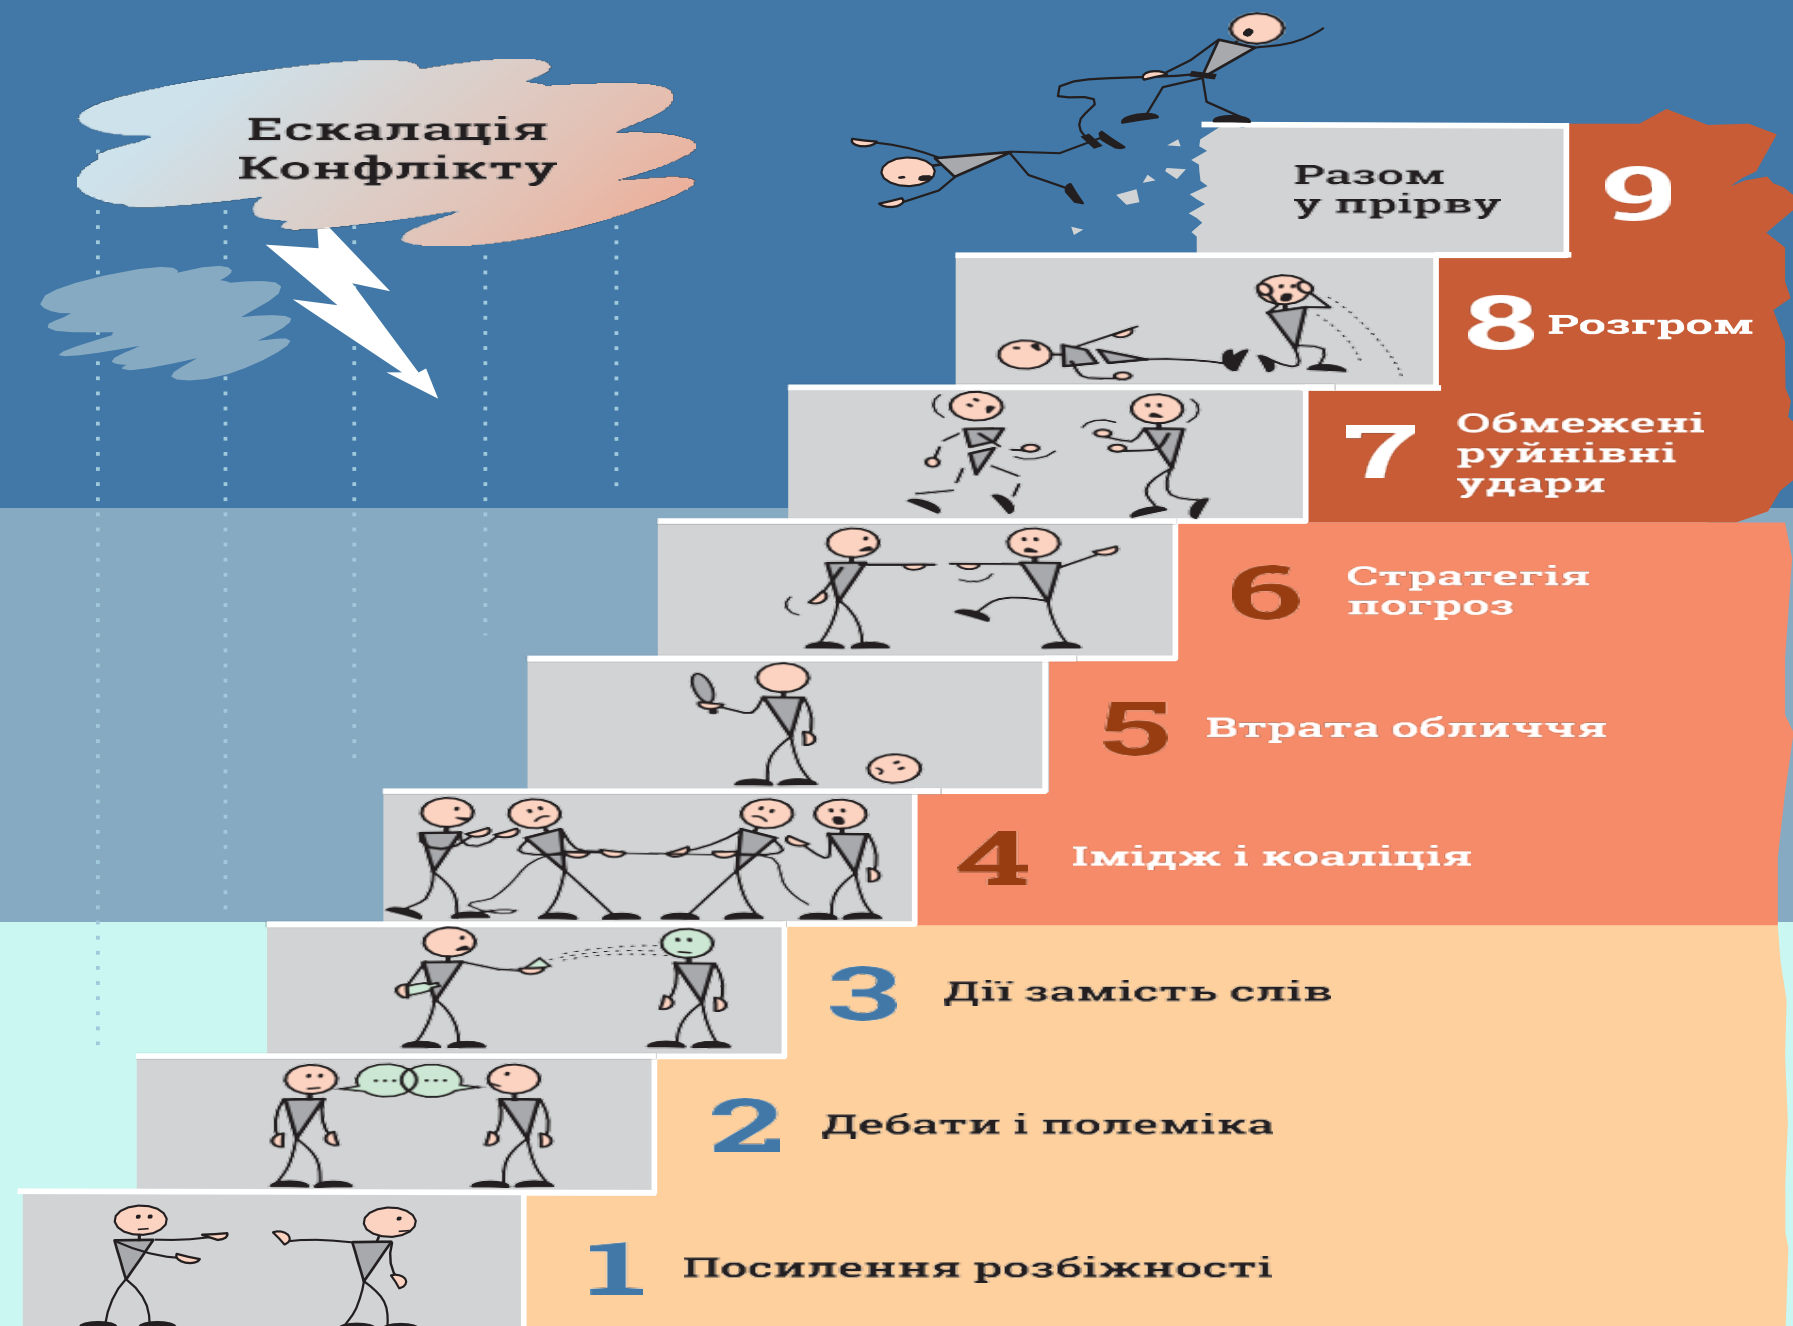 Ескалація
Конфлікту
Разом
у прірву
9
8 Розгром
7
Обмежені
руйнівні
удари
6
Стратегія
погроз
5 Втрата обличчя
4 Імідж і коаліція
3 Дії замість слів
2 Дебати і полеміка
1 Посилення розбіжності